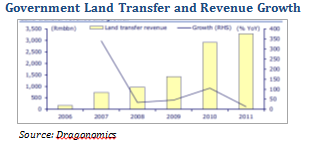 Government Land Transfer and Revenue Growth
(Rmbbn) Land transfer revenue Growth (RHS) (% YoY)
3,500 400
3,000 350
2,500 300
2,000 250
1,500 200
1,000 150
500 100
0 50
0
2006 2007 2008 2009 2010 2011
Source: Dragonomics